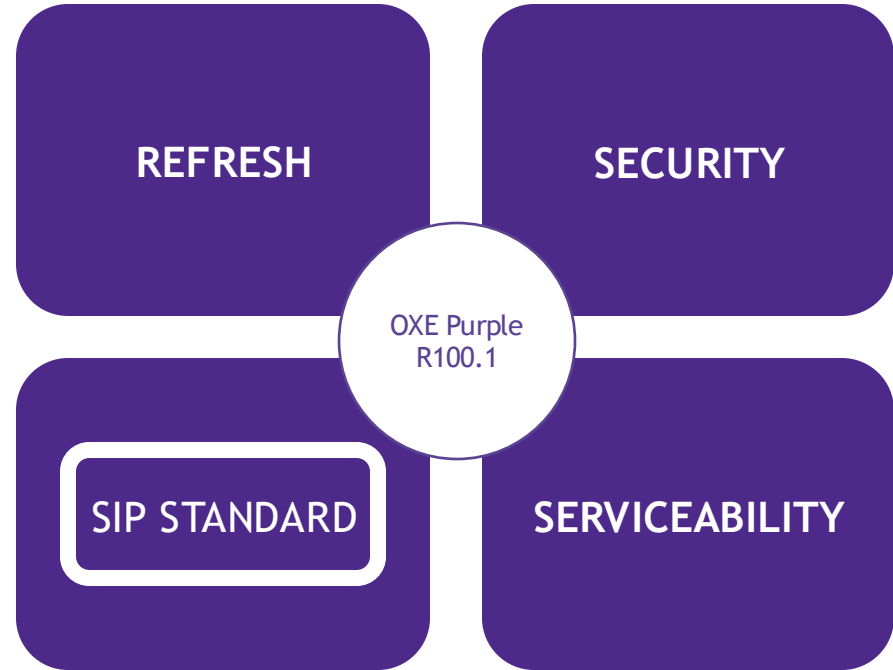 REFRESH
SECURITY
OXE Purple
R100.1
SIP STANDARD
SERVICEABILITY